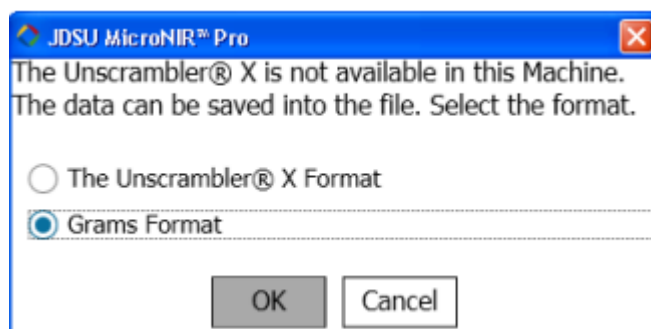 JDSU MicroNIR™ Pro
The Unscrambler® X is not available in this Machine.
The data can be saved into the file. Select the format.
The Unscrambler® X Format
Grams Format
OK Cancel